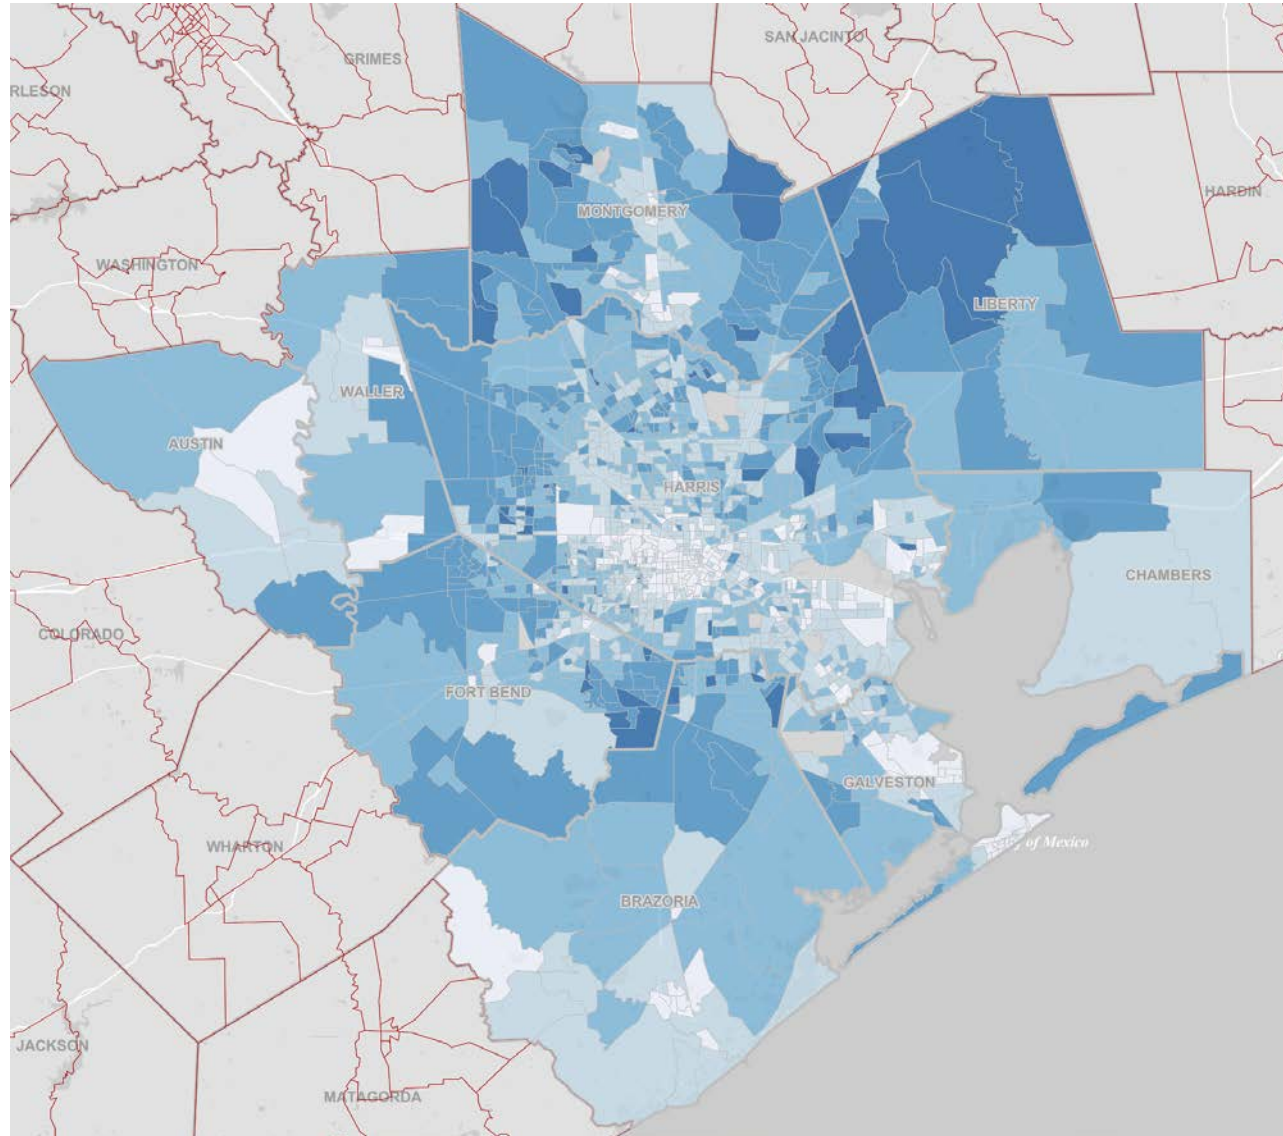 SAN JACINTO
GRIMES
RLESON
HARDIN
MONTGOMERY
WASHINGTON
LIBERTY
WALLER
AUSTIN
HARRIS
CHAMBERS
COLORADO
FORT BEND
GALVESTON
WHARTON
of Mexico
BRAZORIA
JACKSON
MATAGORDA